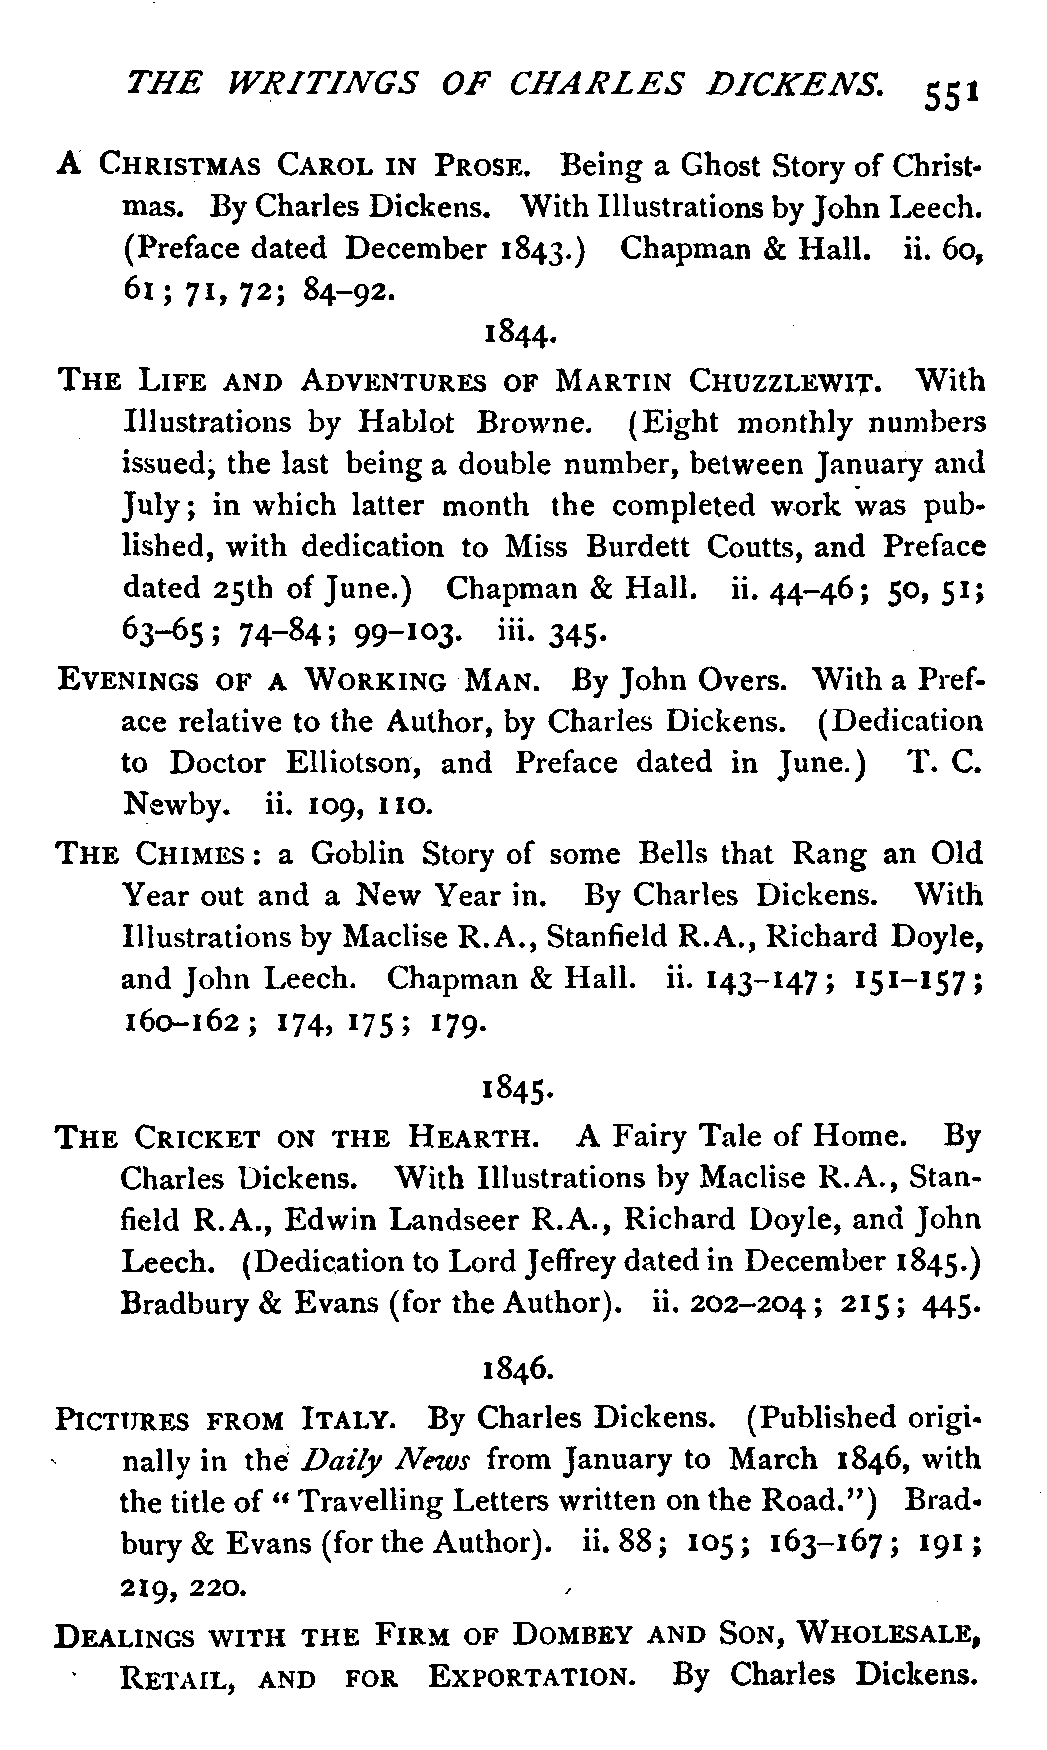 THE WRITINGS OF CHARLES DICKENS. 551
A CHRISTMAS CAROL IN PROSE. Being a Ghost Story of Christ-
mas. By Charles Dickens. With Illustrations by John Leech.
(Preface dated December 1843.) Chapman & Hall. ii. 60,
61; 71, 72; 84–92.
1844.
THE LIFE AND ADVENTURES OF MARTIN CHUZZLEWIT. With
Illustrations by Hablot Browne. (Eight monthly numbers
issued, the last being a double number, between January and
July; in which latter month the completed work was pub-
lished, with dedication to Miss Burdett Coutts, and Preface
dated 25th of June.) Chapman & Hall. ii. 44–46; 50, 51;
63–65; 74–84; 99–103. iii. 345.
EVENINGS OF A WORKING MAN. By John Overs. With a Pref-
ace relative to the Author, by Charles Dickens. (Dedication
to Doctor Elliotson, and Preface dated in June.) T. C.
Newby. ii. 109, 110.
THE CHIMES: a Goblin Story of some Bells that Rang an Old
Year out and a New Year in. By Charles Dickens. With
Illustrations by Maclise R.A., Stanfield R.A., Richard Doyle,
and John Leech. Chapman & Hall. ii. 143–147; 151–157;
160–162; 174, 175; 179.
1845.
THE CRICKET ON THE HEARTH. A Fairy Tale of Home. By
Charles Dickens. With Illustrations by Maclise R.A., Stan-
field R.A., Edwin Landseer R.A., Richard Doyle, and John
Leech. (Dedication to Lord Jeffrey dated in December 1845.)
Bradbury & Evans (for the Author). ii. 202–204; 215; 445.
1846.
PICTURES FROM ITALY. By Charles Dickens. (Published origi-
nally in the Daily News from January to March 1846, with
the title of "Travelling Letters written on the Road.") Brad-
bury & Evans (for the Author). ii. 88; 105; 163–167; 191;
219, 220.
DEALINGS WITH THE FIRM OF DOMBEY AND SON, WHOLESALE,
RETAIL, AND FOR EXPORTATION. By Charles Dickens.